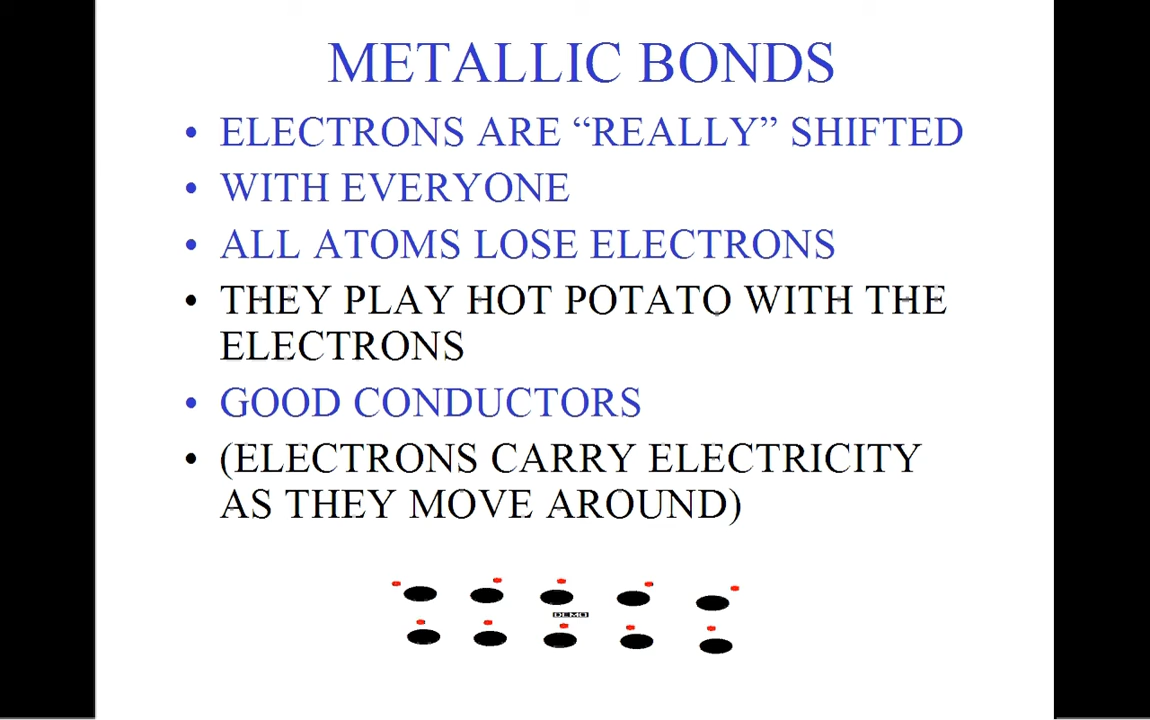 METALLIC BONDS
• ELECTRONS ARE “REALLY” SHIFTED
• WITH EVERYONE
• ALL ATOMS LOSE ELECTRONS
• THEY PLAY HOT POTATO WITH THE
ELECTRONS
• GOOD CONDUCTORS
• (ELECTRONS CARRY ELECTRICITY
AS THEY MOVE AROUND)
DEMO